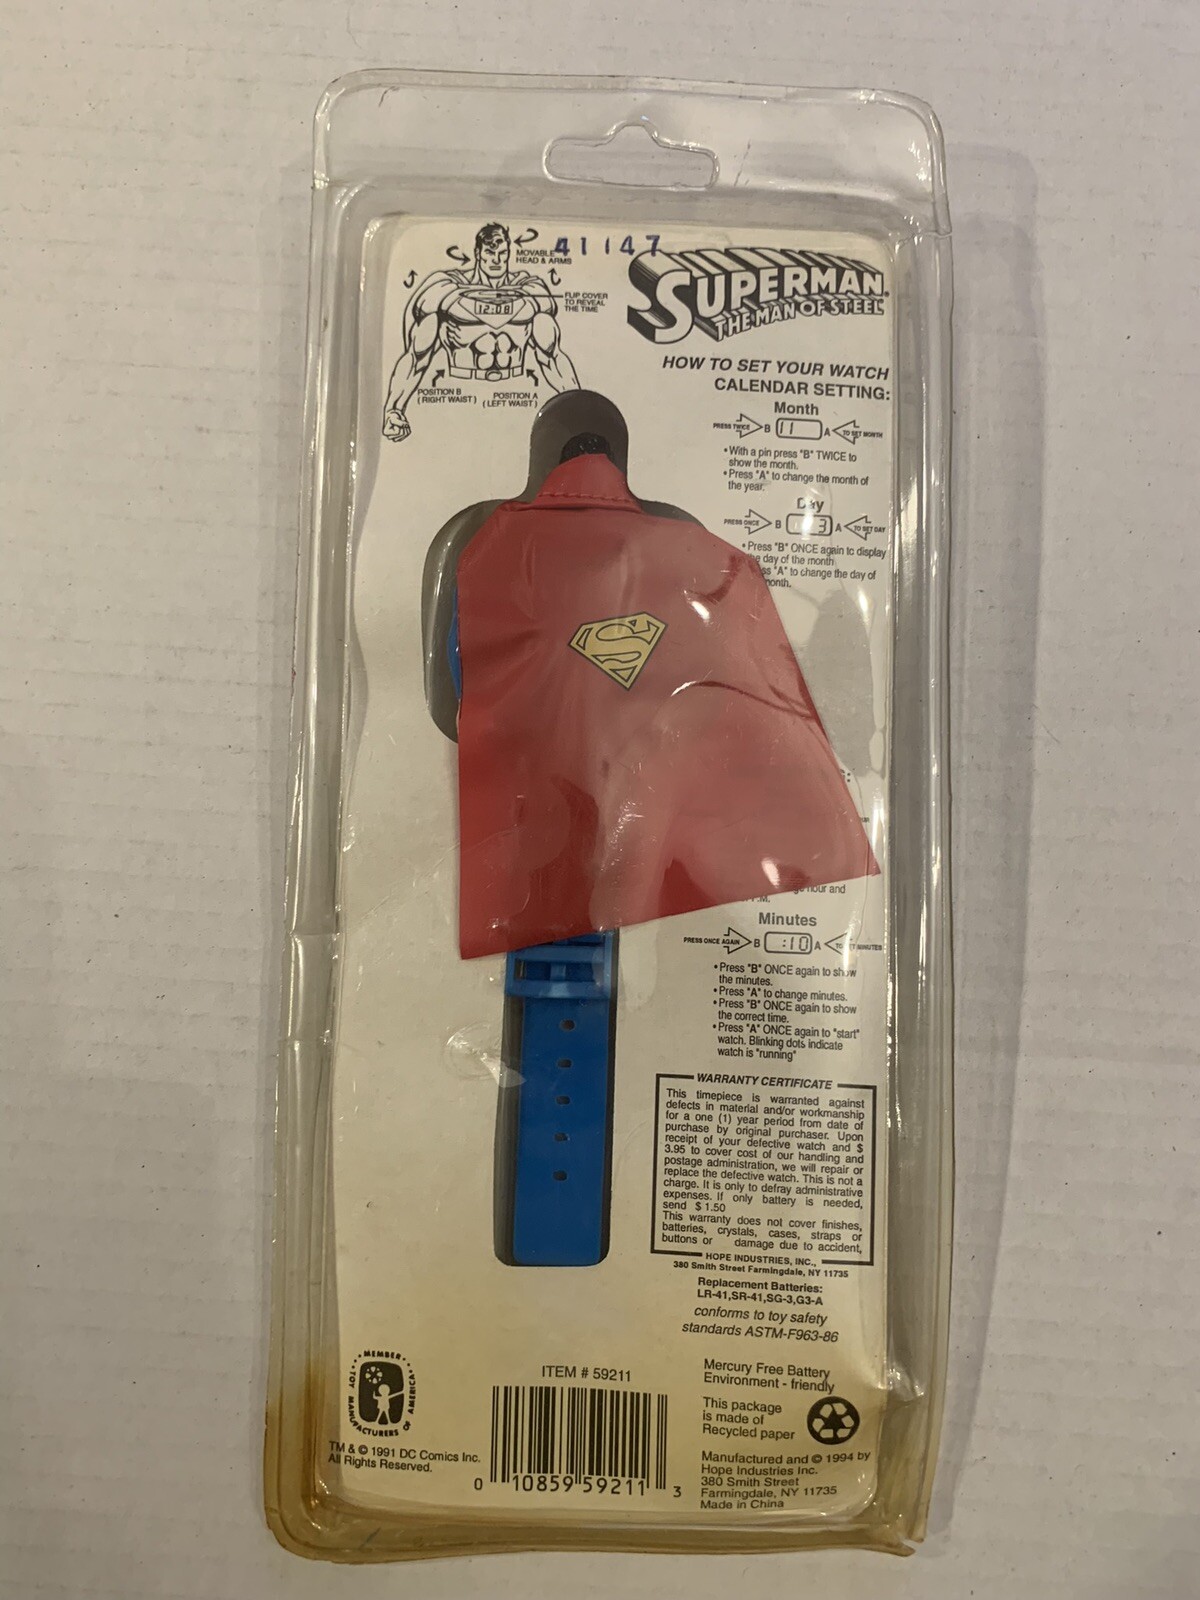 41147
MOVABLE
HEAD & ARMS
FLIP COVER
TO REVEAL
THE TIME
12:08
POSITION B
(RIGHT WAIST)
POSITION A
(LEFT WAIST)
SUPERMAN®
THE MAN OF STEEL
HOW TO SET YOUR WATCH
CALENDAR SETTING:
Month
PRESS TWICE B 11 A TO SET MONTH
•With a pin press "B" TWICE to
show the month.
•Press "A" to change the month of
the year.
Day
PRESS ONCE B 3 A TO SET DAY
•Press "B" ONCE again to display
the day of the month
"A" to change the day of
month.
S
hour and
Minutes
PRESS ONCE AGAIN B :10 A MINUTES
•Press "B" ONCE again to show
the minutes.
•Press "A" to change minutes.
•Press "B" ONCE again to show
the correct time.
•Press "A" ONCE again to "start"
watch. Blinking dots indicate
watch is "running"
WARRANTY CERTIFICATE
This timepiece is warranted against
defects in material and/or workmanship
for a one (1) year period from date of
purchase by original purchaser. Upon
receipt of your defective watch and $
3.95 to cover cost of our handling and
postage administration, we will repair or
replace the defective watch. This is not a
charge. It is only to defray administrative
expenses. If only battery is needed,
send $1.50
This warranty does not cover finishes,
batteries, crystals, cases, straps or
buttons or damage due to accident,
HOPE INDUSTRIES, INC.,
380 Smith Street Farmingdale, NY 11735
Replacement Batteries:
LR-41,SR-41,SG-3,G3-A
conforms to toy safety
standards ASTM-F963-86
MEMBER
TOY MANUFACTURERS OF AMERICA
TM & © 1991 DC Comics Inc.
All Rights Reserved.
ITEM # 59211
0 10859 59211 3
Mercury Free Battery
Environment - friendly
This package
is made of
Recycled paper
Manufactured and © 1994 by
Hope Industries Inc.
380 Smith Street
Farmingdale, NY 11735
Made in China